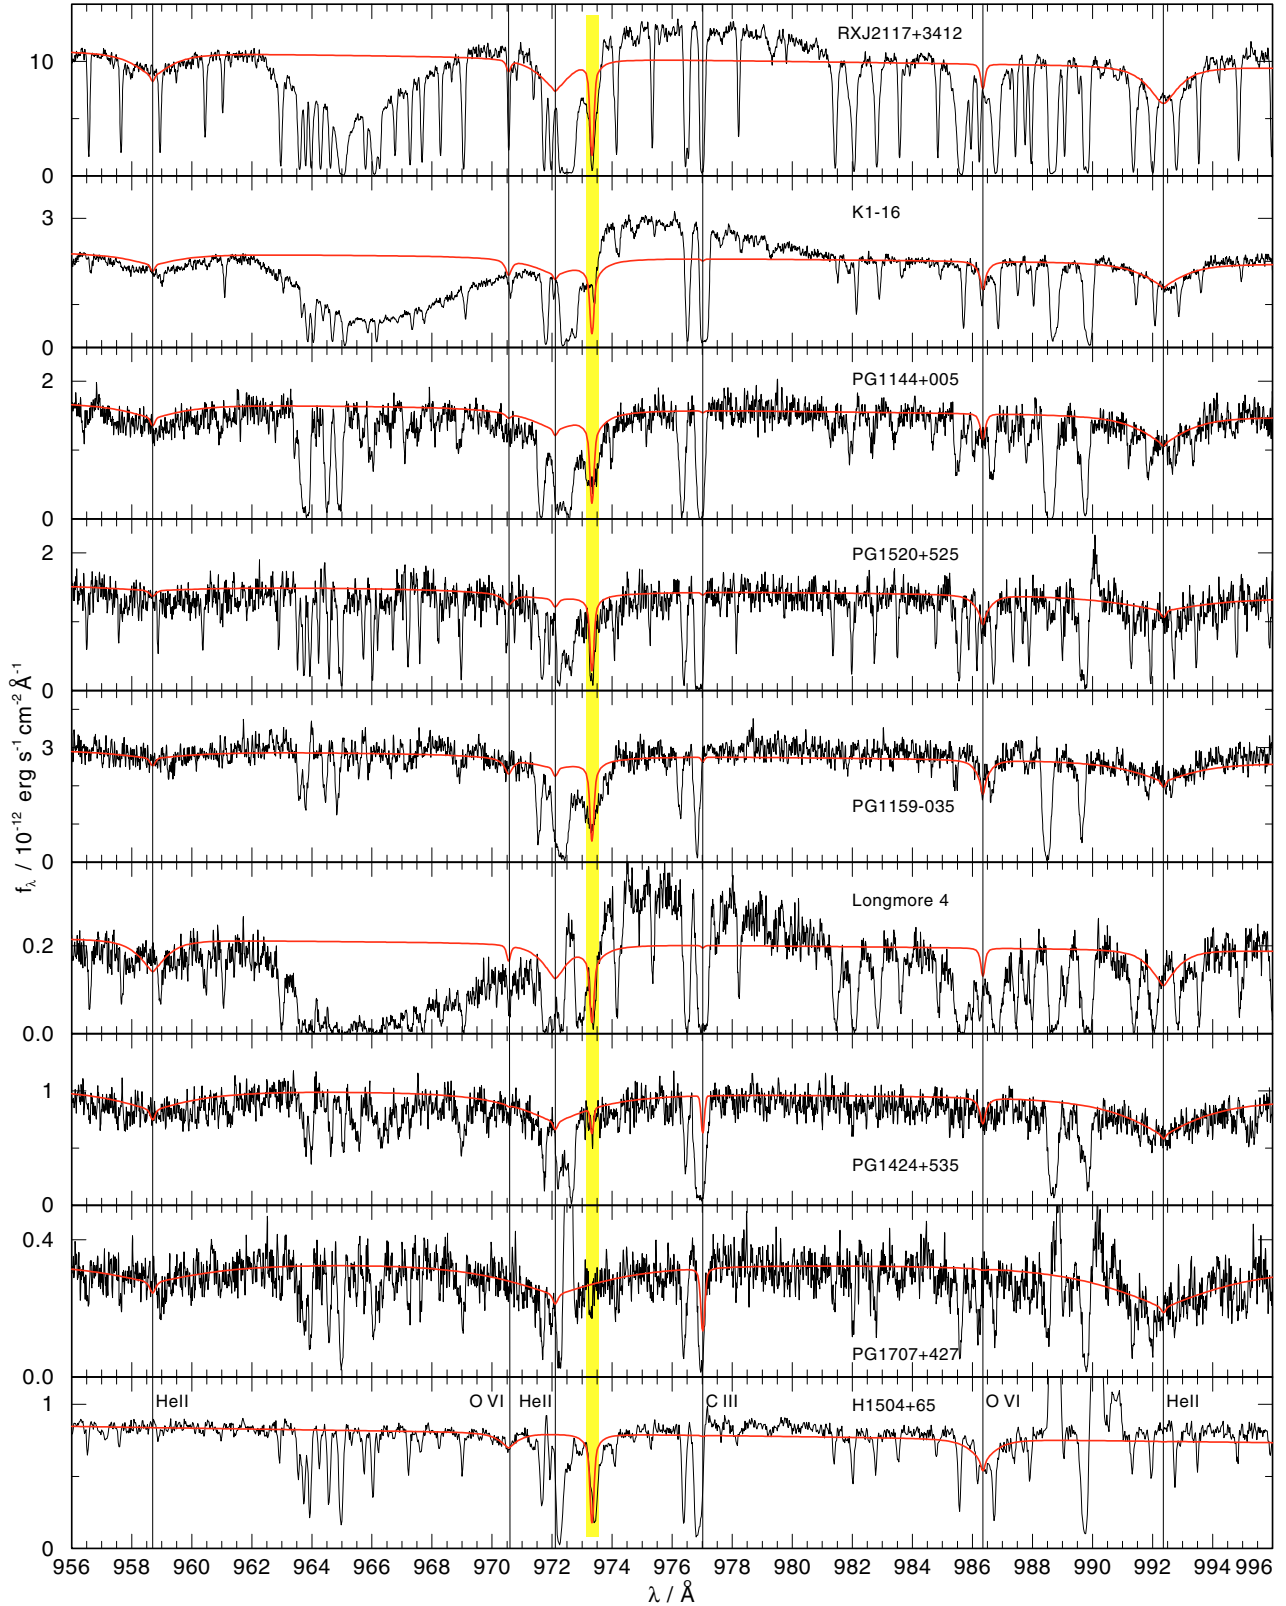 RXJ2117+3412
10
0
K1-16
3
0
PG1144+005
2
0
PG1520+525
2
0
3
PG1159-035
0
Longmore 4
0.2
0.0
1
PG1424+535
0
0.4
PG1707+427
0.0
HeII O VI HeII C III H1504+65 O VI HeII
1
0
956 958 960 962 964 966 968 970 972 974 976 978 980 982 984 986 988 990 992 994 996
λ / Å
fλ / 10⁻¹² erg s⁻¹ cm⁻² Å⁻¹